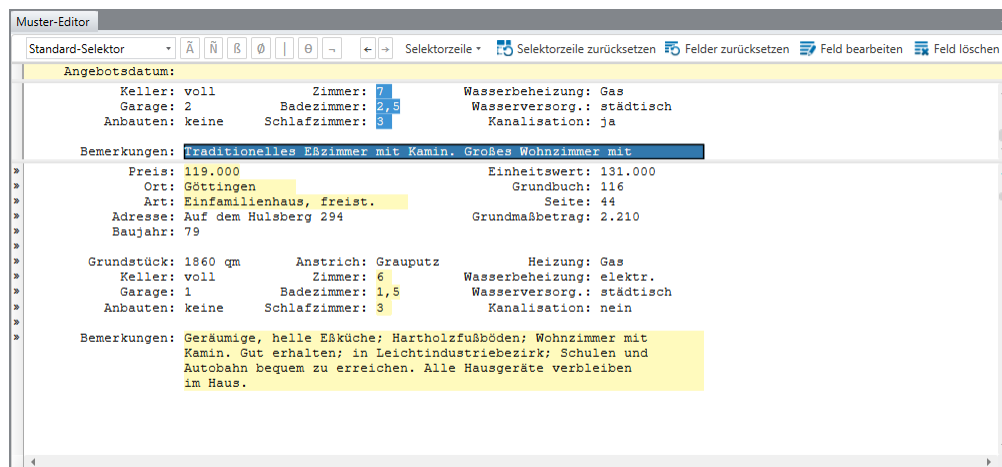 Muster-Editor
Standard-Selektor Ã Ñ ß Ø | θ ¬ ← → Selektorzeile Selektorzeile zurücksetzen Felder zurücksetzen Feld bearbeiten Feld löschen
Angebotsdatum:
Keller: voll Zimmer: 7 Wasserbeheizung: Gas
Garage: 2 Badezimmer: 2,5 Wasserversorg.: städtisch
Anbauten: keine Schlafzimmer: 3 Kanalisation: ja
Bemerkungen: Traditionelles Eßzimmer mit Kamin. Großes Wohnzimmer mit
Preis: 119.000 Einheitswert: 131.000
Ort: Göttingen Grundbuch: 116
Art: Einfamilienhaus, freist. Seite: 44
Adresse: Auf dem Hulsberg 294 Grundmaßbetrag: 2.210
Baujahr: 79
Grundstück: 1860 qm Anstrich: Grauputz Heizung: Gas
Keller: voll Zimmer: 6 Wasserbeheizung: elektr.
Garage: 1 Badezimmer: 1,5 Wasserversorg.: städtisch
Anbauten: keine Schlafzimmer: 3 Kanalisation: nein
Bemerkungen: Geräumige, helle Eßküche; Hartholzfußböden; Wohnzimmer mit
Kamin. Gut erhalten; in Leichtindustriebezirk; Schulen und
Autobahn bequem zu erreichen. Alle Hausgeräte verbleiben
im Haus.